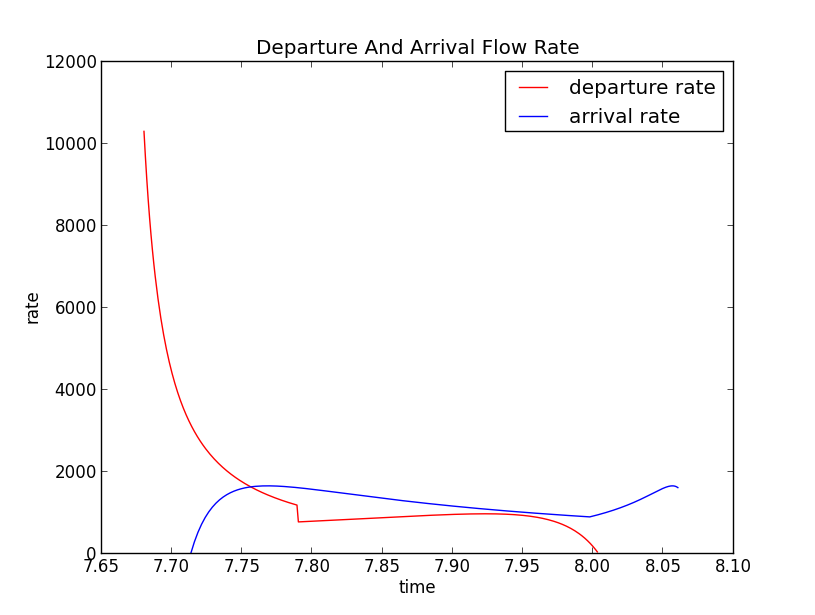 Departure And Arrival Flow Rate
12000
departure rate
arrival rate
10000
8000
6000
rate
4000
2000
0
7.65 7.70 7.75 7.80 7.85 7.90 7.95 8.00 8.05 8.10
time